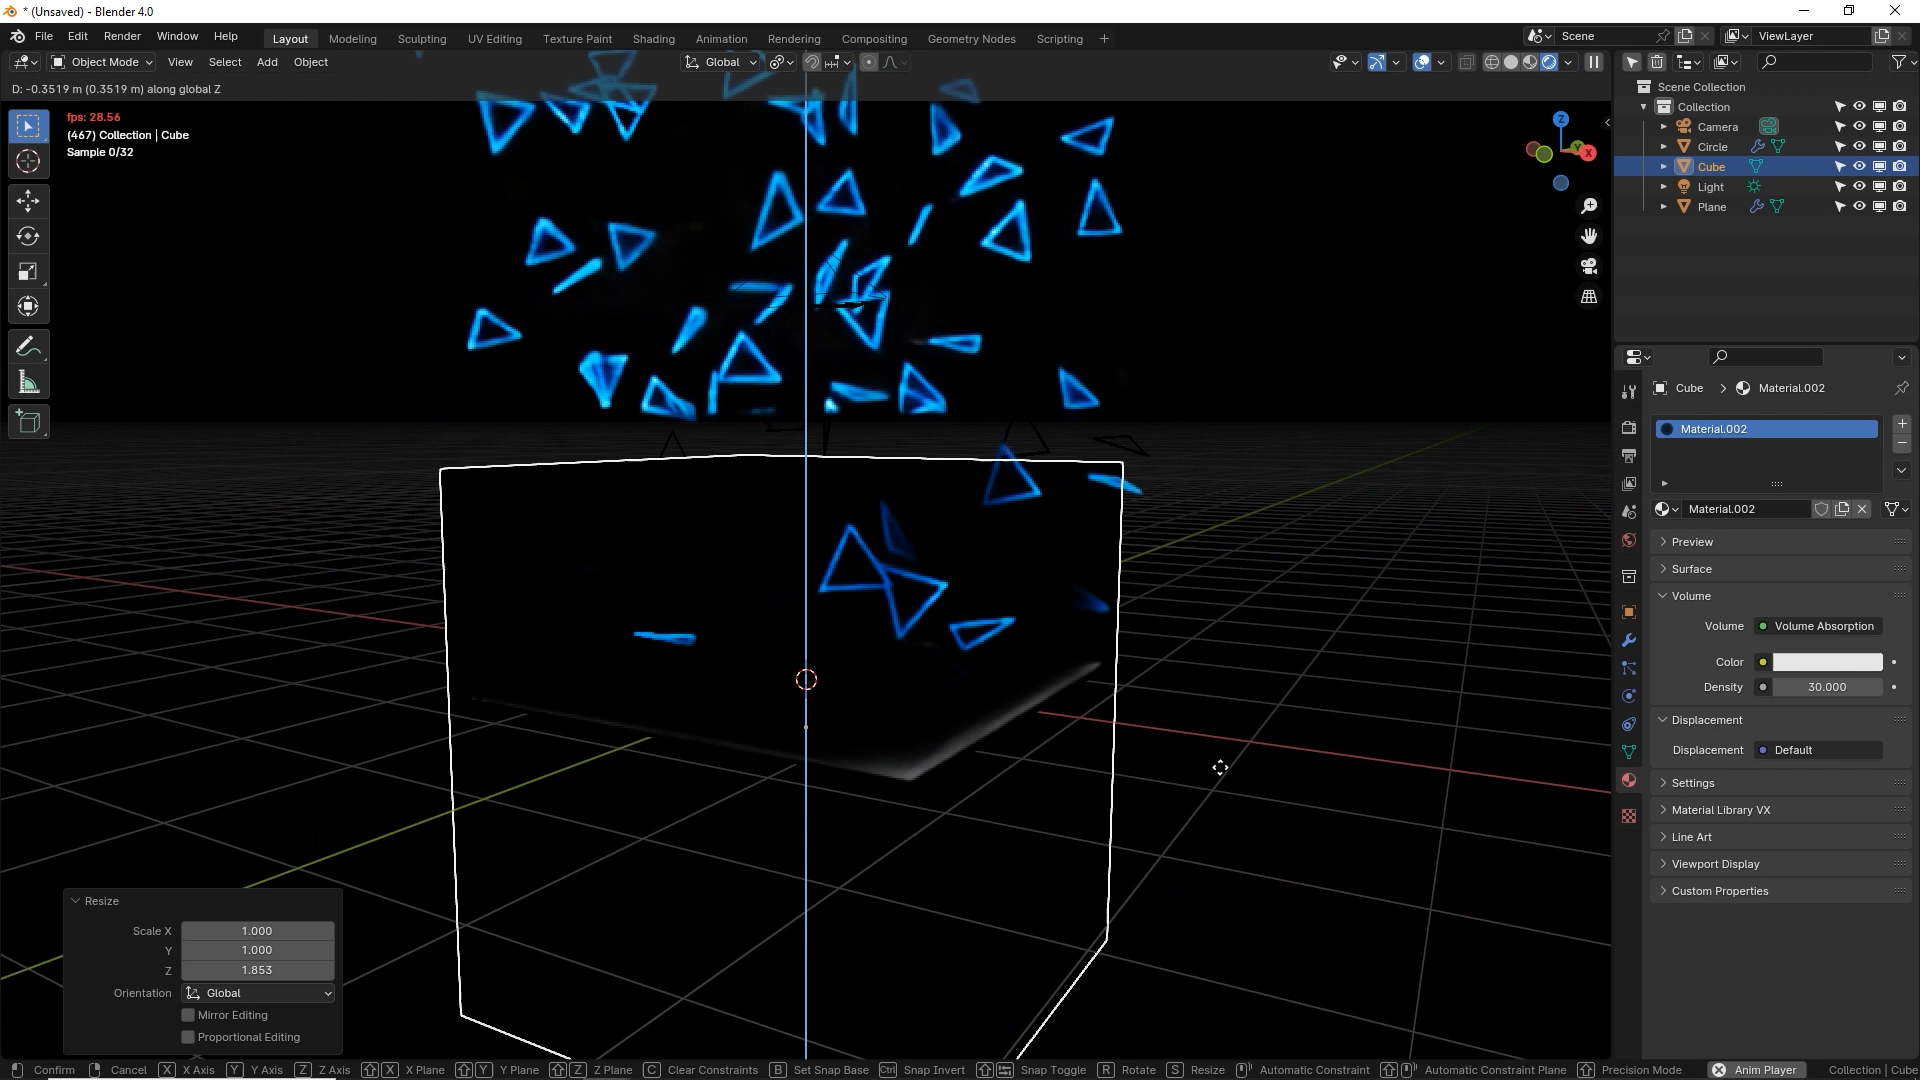 * (Unsaved) - Blender 4.0
File Edit Render Window Help
Layout Modeling Sculpting UV Editing Texture Paint Shading Animation Rendering Compositing Geometry Nodes Scripting +
Scene
ViewLayer
Object Mode View Select Add Object
Global
D: -0.3519 m (0.3519 m) along global Z
fps: 28.56
(467) Collection | Cube
Sample 0/32
Z
Y
X
Scene Collection
Collection
Camera
Circle
Cube
Light
Plane
Cube > Material.002
Material.002
Material.002
Preview
Surface
Volume
Volume Volume Absorption
Color
Density 30.000
Displacement
Displacement Default
Settings
Material Library VX
Line Art
Viewport Display
Custom Properties
Resize
Scale X 1.000
Y 1.000
Z 1.853
Orientation Global
Mirror Editing
Proportional Editing
Confirm Cancel X X Axis Y Y Axis Z Z Axis X X Plane Y Y Plane Z Z Plane C Clear Constraints B Set Snap Base Ctrl Snap Invert Snap Toggle R Rotate S Resize Automatic Constraint Automatic Constraint Plane Precision Mode Anim Player Collection | Cube